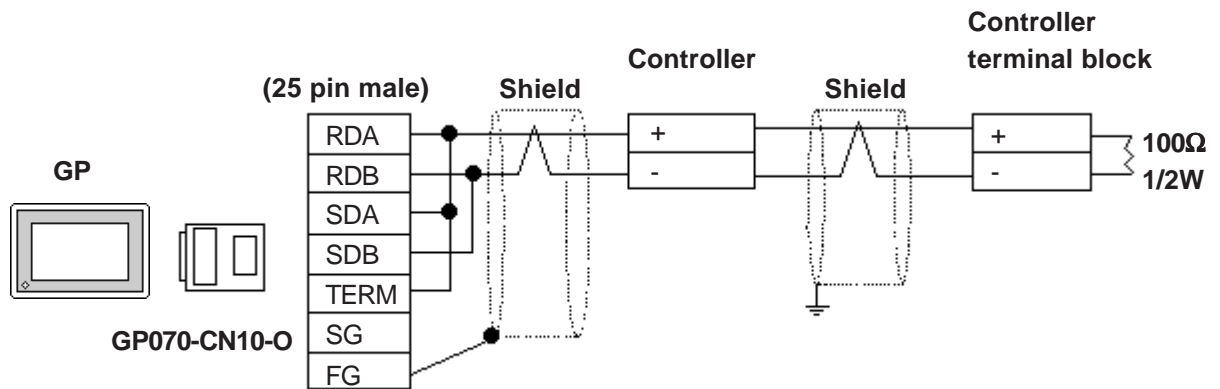 Controller
terminal block
Controller
(25 pin male)
Shield
Shield
GP
RDA
RDB
SDA
SDB
TERM
SG
FG
+
-
+
-
100Ω
1/2W
GP070-CN10-O